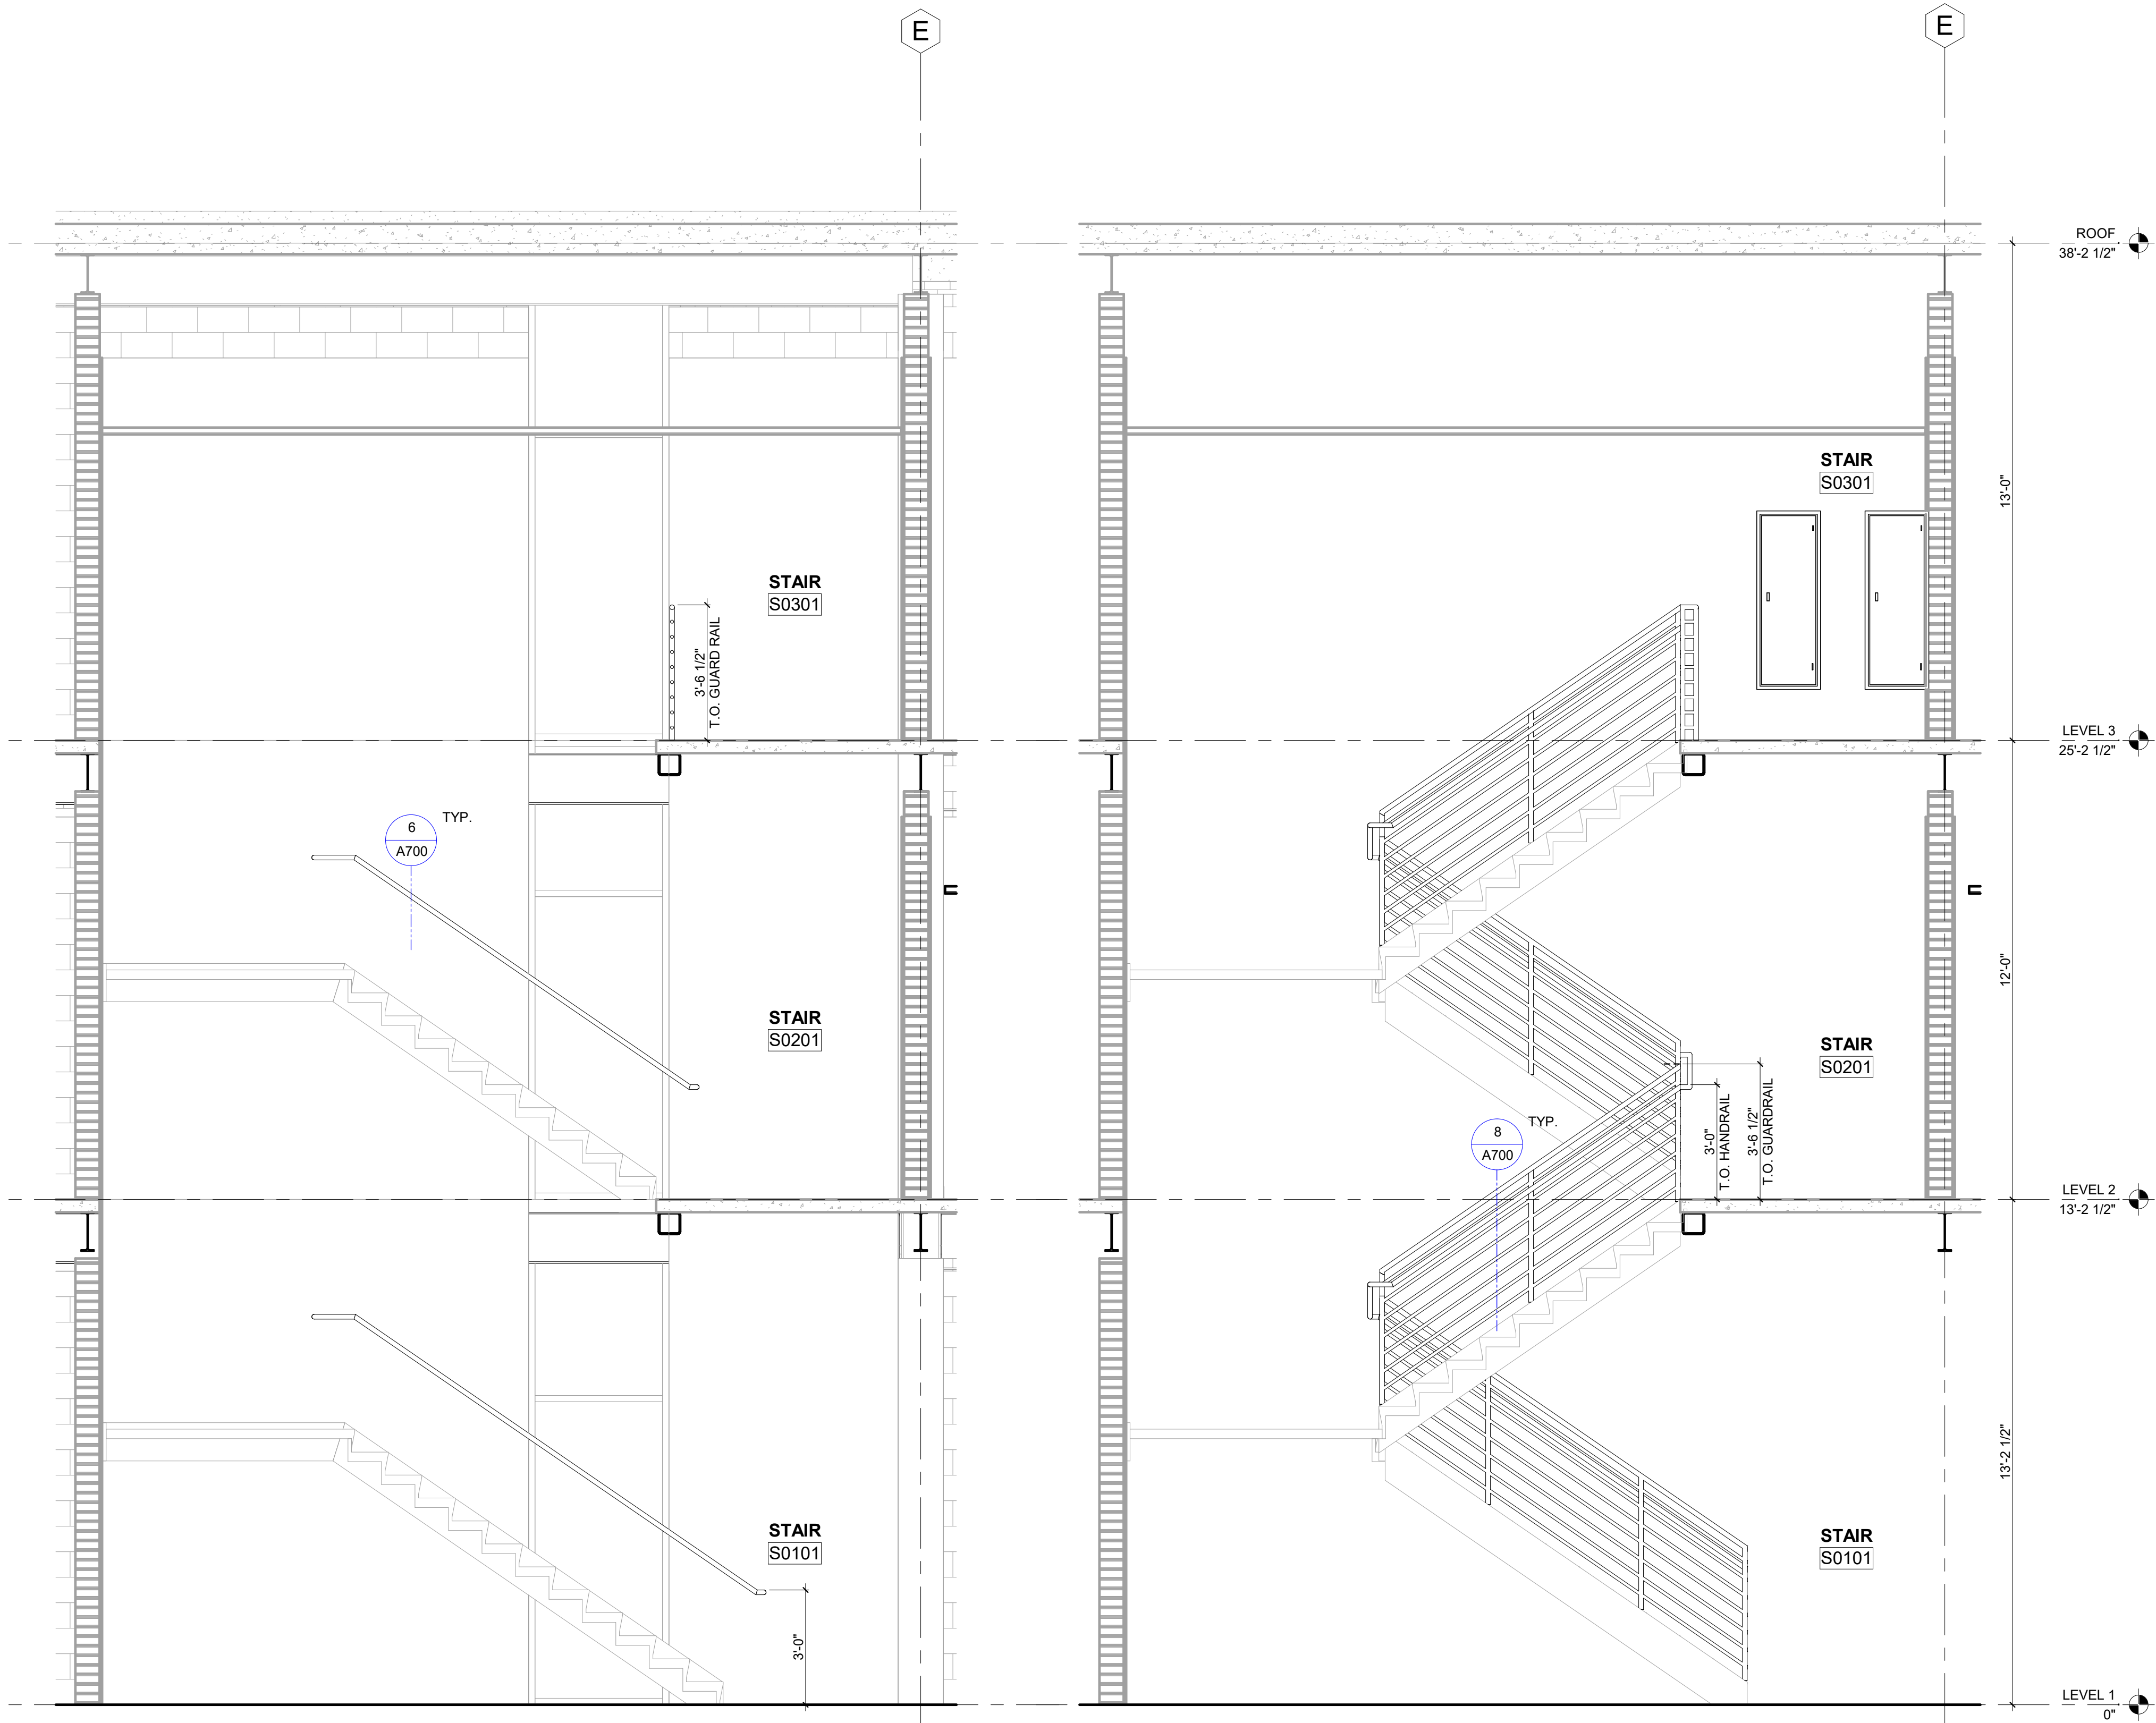 E
E
ROOF
38'-2 1/2"
STAIR
S0301
13'-0"
STAIR
S0301
3'-6 1/2"
T.O. GUARD RAIL
LEVEL 3
25'-2 1/2"
6
A700
TYP.
STAIR
S0201
12'-0"
STAIR
S0201
3'-0"
T.O. HANDRAIL
3'-6 1/2"
T.O. GUARDRAIL
8
A700
TYP.
LEVEL 2
13'-2 1/2"
13'-2 1/2"
STAIR
S0101
STAIR
S0101
3'-0"
LEVEL 1
0"